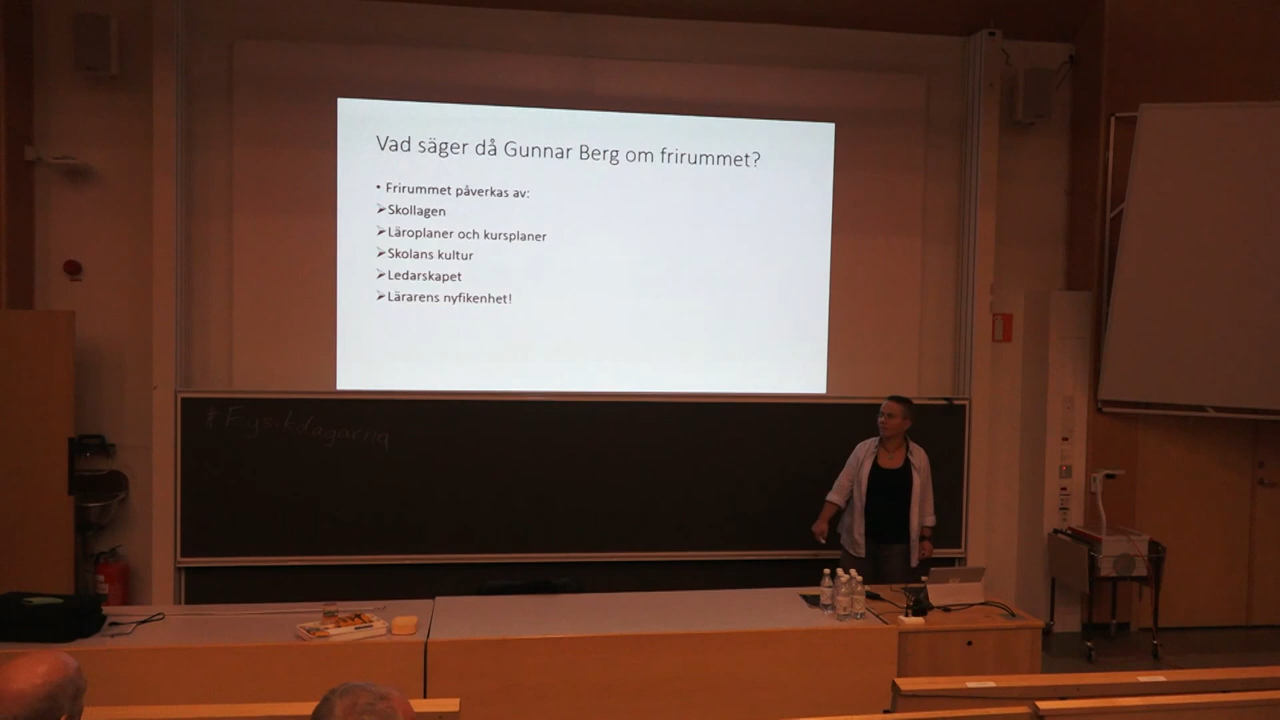 Vad säger då Gunnar Berg om frirummet?
• Frirummet påverkas av:
➢Skollagen
➢Läroplaner och kursplaner
➢Skolans kultur
➢Ledarskapet
➢Lärarens nyfikenhet!
#Fysikdagarna